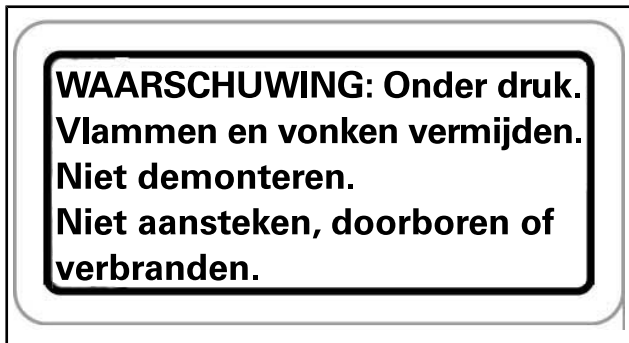 WAARSCHUWING: Onder druk.
Vlammen en vonken vermijden.
Niet demonteren.
Niet aansteken, doorboren of
verbranden.